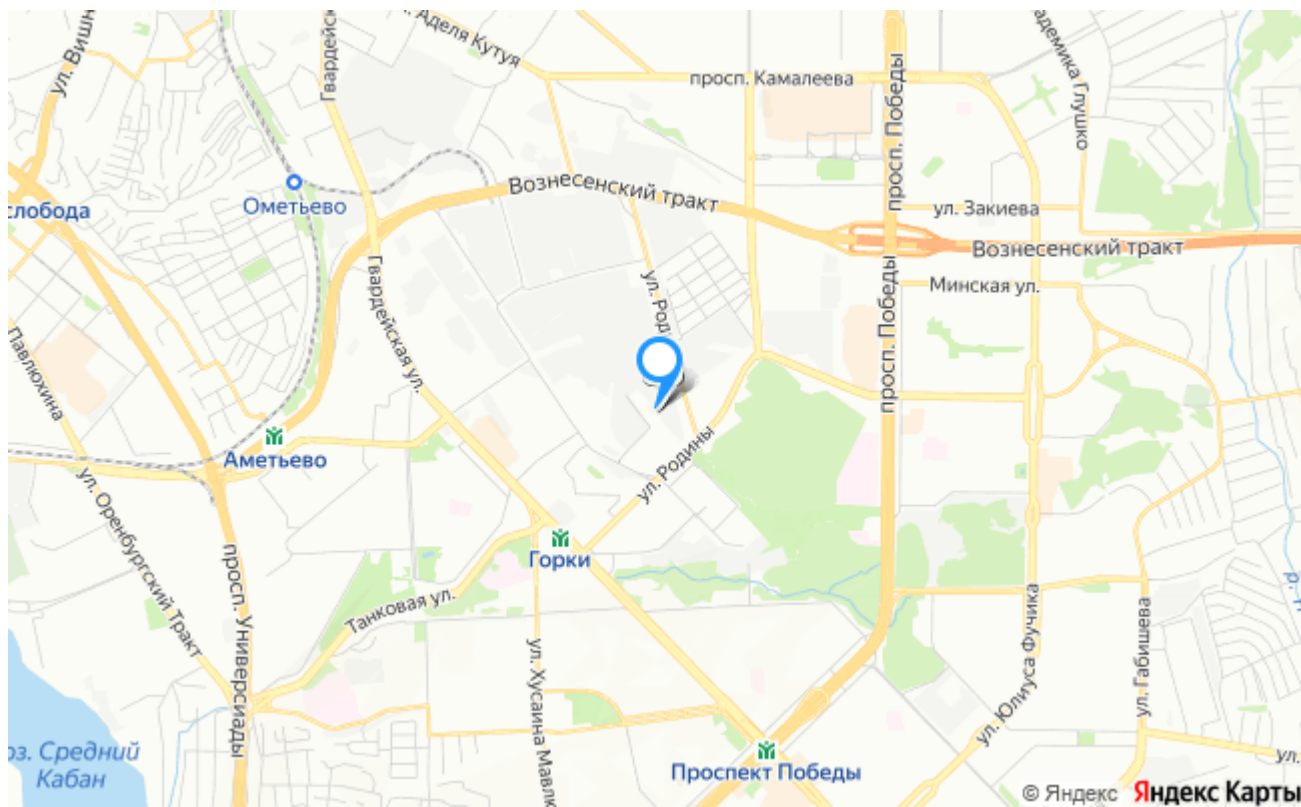 ул. Вишн
Гвардейск
. Аделя Кутуя
просп. Камалеева
просп. Победы
адемика Глушко
слобода
Ометьево
Вознесенский тракт
ул. Закиева
Вознесенский тракт
Минская ул.
Гвардейская ул.
ул. Род
просп. Победы
Павлюхина
Аметьево
ул. Родины
ул. Оренбургский Тракт
Горки
просп. Универсиады
Танковая ул.
ул. Хусаина Мавлю
ул. Юлиуса Фучика
ул. Габишева
оз. Средний
Кабан
Проспект Победы
ул.
© Яндекс Яндекс Карты